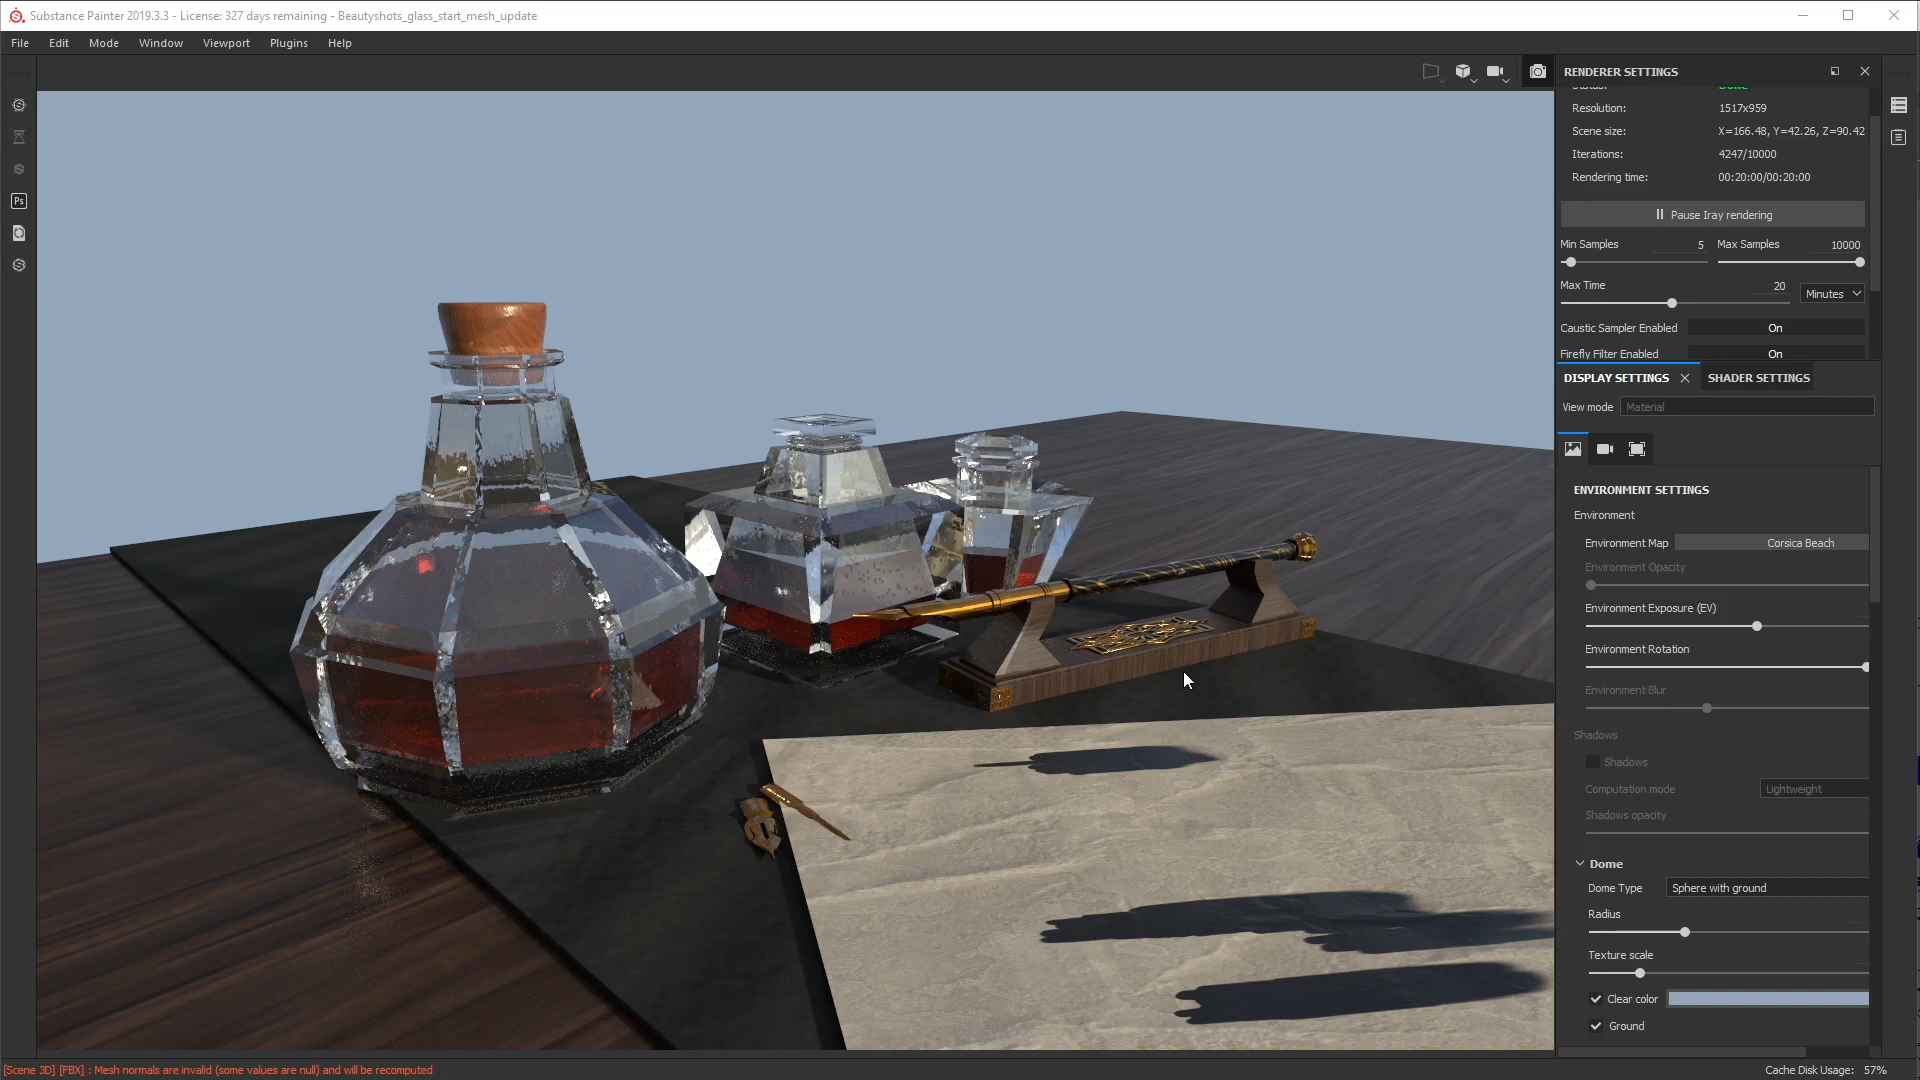 Substance Painter 2019.3.3 - License: 327 days remaining - Beautyshots_glass_start_mesh_update
File Edit Mode Window Viewport Plugins Help
RENDERER SETTINGS
Status: Done
Resolution: 1517x959
Scene size: X=166.48, Y=42.26, Z=90.42
Iterations: 4247/10000
Rendering time: 00:20:00/00:20:00
Pause Iray rendering
Min Samples 5 Max Samples 10000
Max Time 20 Minutes
Caustic Sampler Enabled On
Firefly Filter Enabled On
DISPLAY SETTINGS SHADER SETTINGS
View mode Material
Ps
ENVIRONMENT SETTINGS
Environment
Environment Map Corsica Beach
Environment Opacity
Environment Exposure (EV)
Environment Rotation
Environment Blur
Shadows
Shadows
Computation mode Lightweight
Shadows opacity
Dome
Dome Type Sphere with ground
Radius
Texture scale
Clear color
Ground
[Scene 3D] [FBX] : Mesh normals are invalid (some values are null) and will be recomputed
Cache Disk Usage: 57%